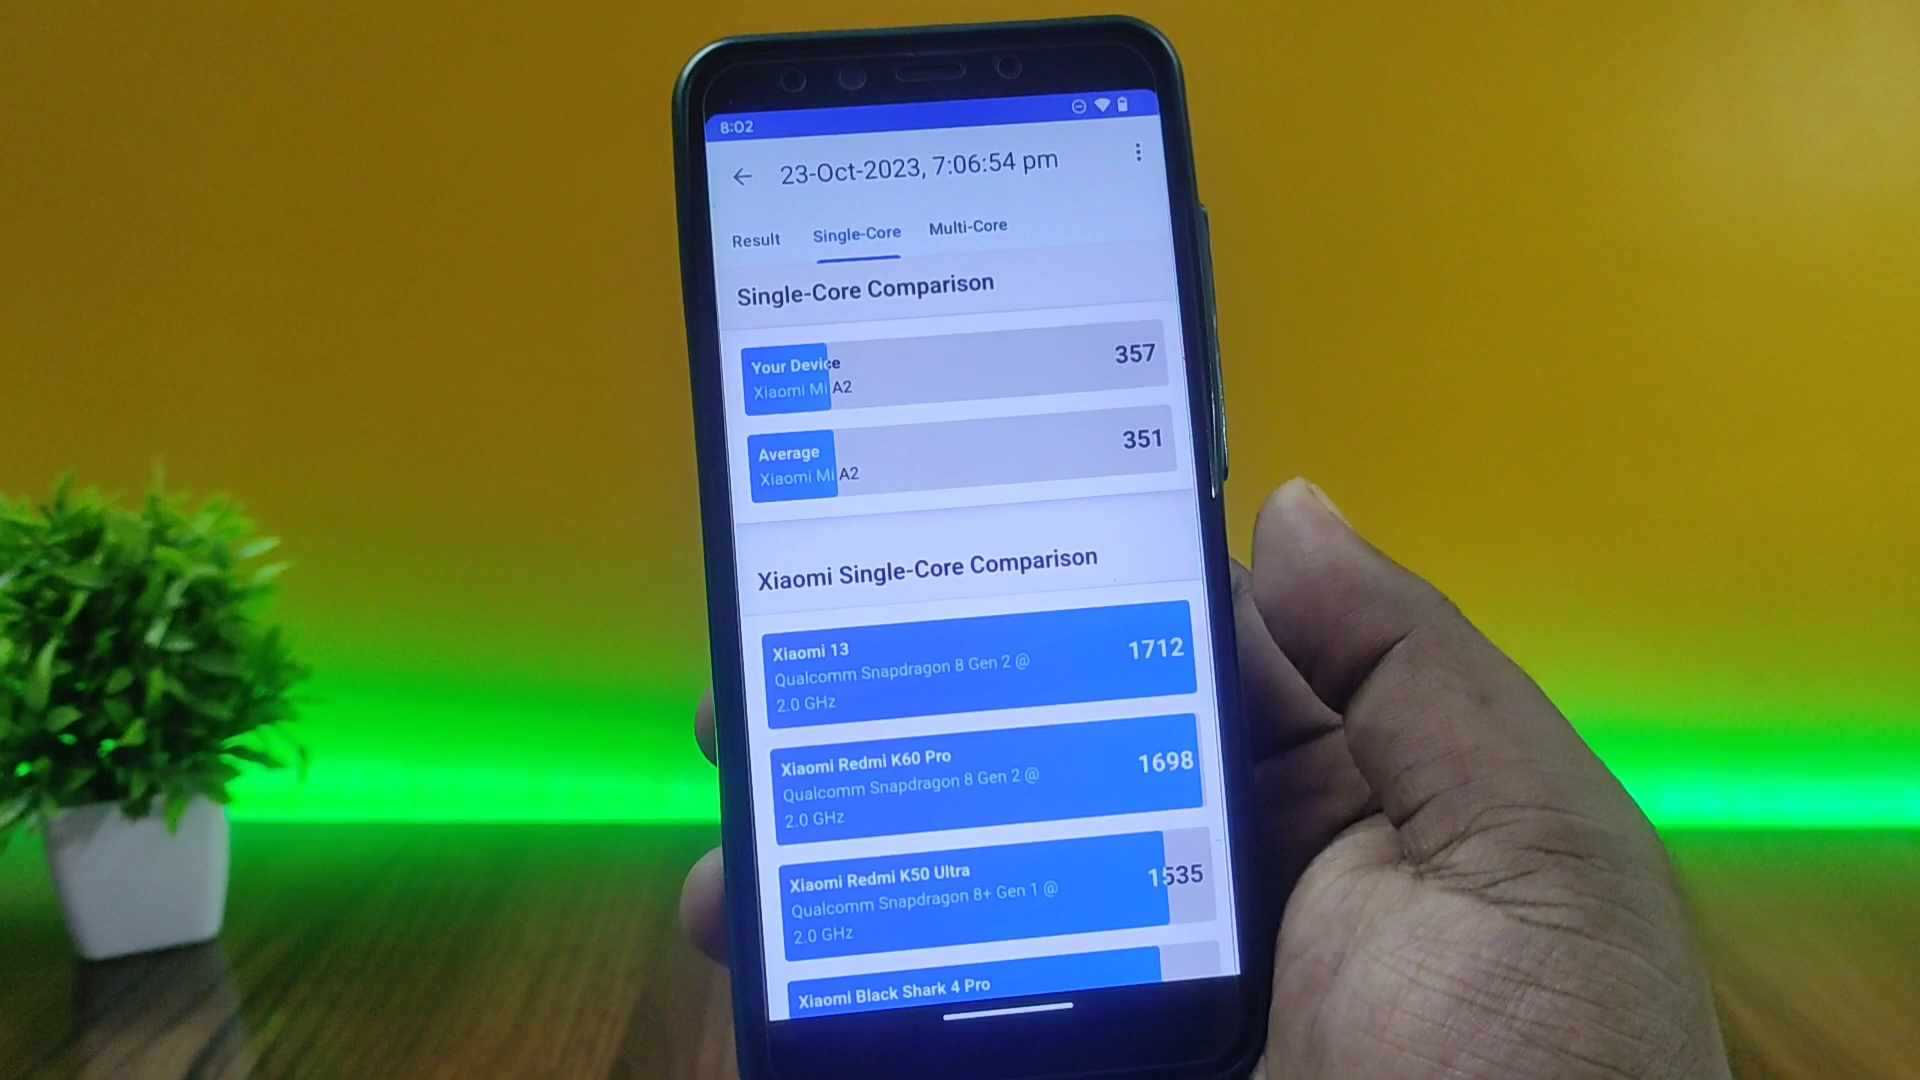 8:02
23-Oct-2023, 7:06:54 pm
Result Single-Core Multi-Core
Single-Core Comparison
Your Device 357
Xiaomi Mi A2
Average 351
Xiaomi Mi A2
Xiaomi Single-Core Comparison
Xiaomi 13 1712
Qualcomm Snapdragon 8 Gen 2 @
2.0 GHz
Xiaomi Redmi K60 Pro 1698
Qualcomm Snapdragon 8 Gen 2 @
2.0 GHz
Xiaomi Redmi K50 Ultra 1535
Qualcomm Snapdragon 8+ Gen 1 @
2.0 GHz
Xiaomi Black Shark 4 Pro